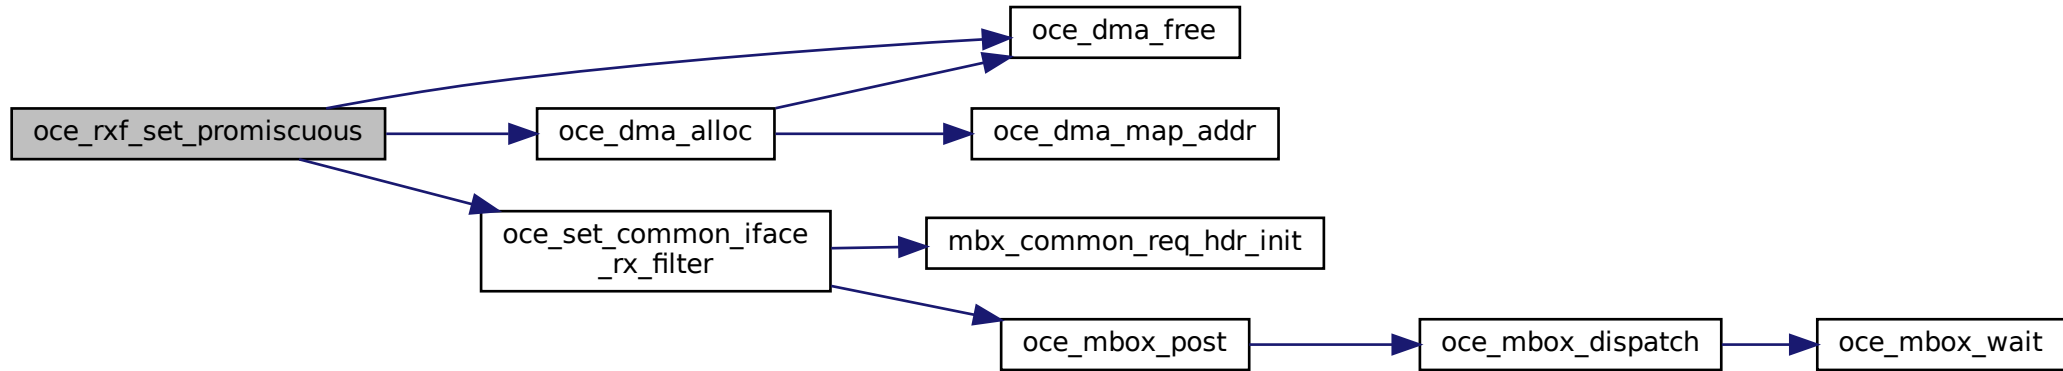 oce_dma_free
oce_rxf_set_promiscuous
oce_dma_alloc
oce_dma_map_addr
oce_set_common_iface
_rx_filter
mbx_common_req_hdr_init
oce_mbox_post
oce_mbox_dispatch
oce_mbox_wait